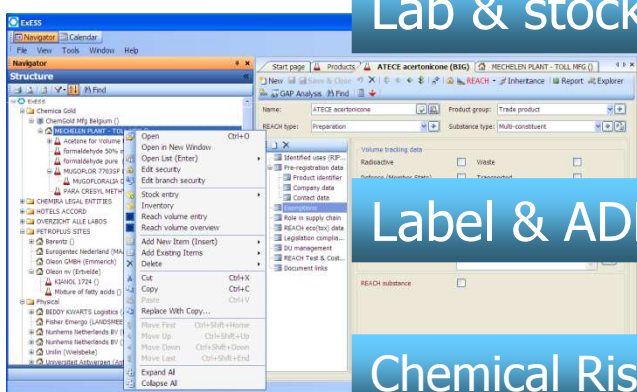 Lab & stock
ExESS
Navigator Calendar
File View Tools Window Help
Navigator
Structure
Find
ExESS
Chemica Gold
ChemGold Mfg Belgium ()
MECHELEN PLANT - TOLL MFG ()
Acetone for Volume
formaldehyde 50% in
formaldehyde pure
MUGOFLOR 7703SP
MUGOFLORALIA D
PARA CRESYL METHY
CHEMIRA LEGAL ENTITIES
HOTELS ACCORD
OVERZICHT ALLE LABOS
PETROPLUS SITES
Barentz ()
Eurogentec Nederland (MA
Oleon GMBH (Emmerich)
Oleon nv (Ertvelde)
KIANOL 1724 ()
Mixture of fatty acids ()
Physical
BEDDY KWARTS Logistics (
Fisher Emergo (LANDSMEE
Nunhems Netherlands BV (
Nunhems Netherlands BV (
Unilin (Wielsbeke)
Universiteit Antwerpen (Ant
Open Ctrl+O
Open in New Window
Open List (Enter)
Edit security
Edit branch security
Stock entry
Inventory
Reach volume entry
Reach volume overview
Add New Item (Insert)
Add Existing Items
Delete
Cut Ctrl+X
Copy Ctrl+C
Paste Ctrl+V
Replace With Copy...
Move First Ctrl+Shift+Home
Move Up Ctrl+Shift+Up
Move Down Ctrl+Shift+Down
Move Last Ctrl+Shift+End
Expand All
Collapse All
Start page Products ATECE acertonicone (BIG) MECHELEN PLANT - TOLL MFG ()
New Save & Close REACH Inheritance Report Explorer
GAP Analysis Find
Name: ATECE acertonicone Product group: Trade product
REACH type: Preparation Substance type: Multi-constituent
Identified uses (RIP...
Pre-registration data
Product identifier
Company data
Contact data
Exemptions
Role in supply chain
REACH eco(tox) data
Legislation complia...
DU management
REACH Test & Cost...
Document links
Volume tracking data
Radioactive Waste
Defence (Member State) Transported
REACH substance
Label & AD
Chemical Ris